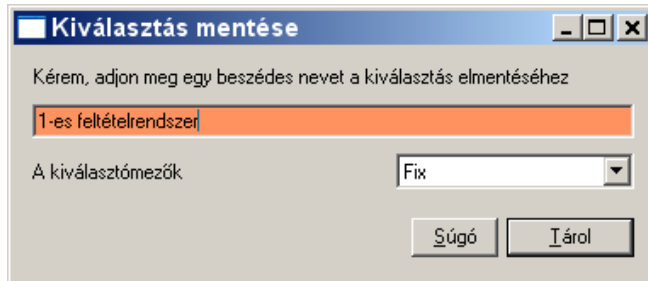 Kiválasztás mentése
Kérem, adjon meg egy beszédes nevet a kiválasztás elmentéséhez
1-es feltételrendszer
A kiválasztómezők Fix
Súgó Tárol